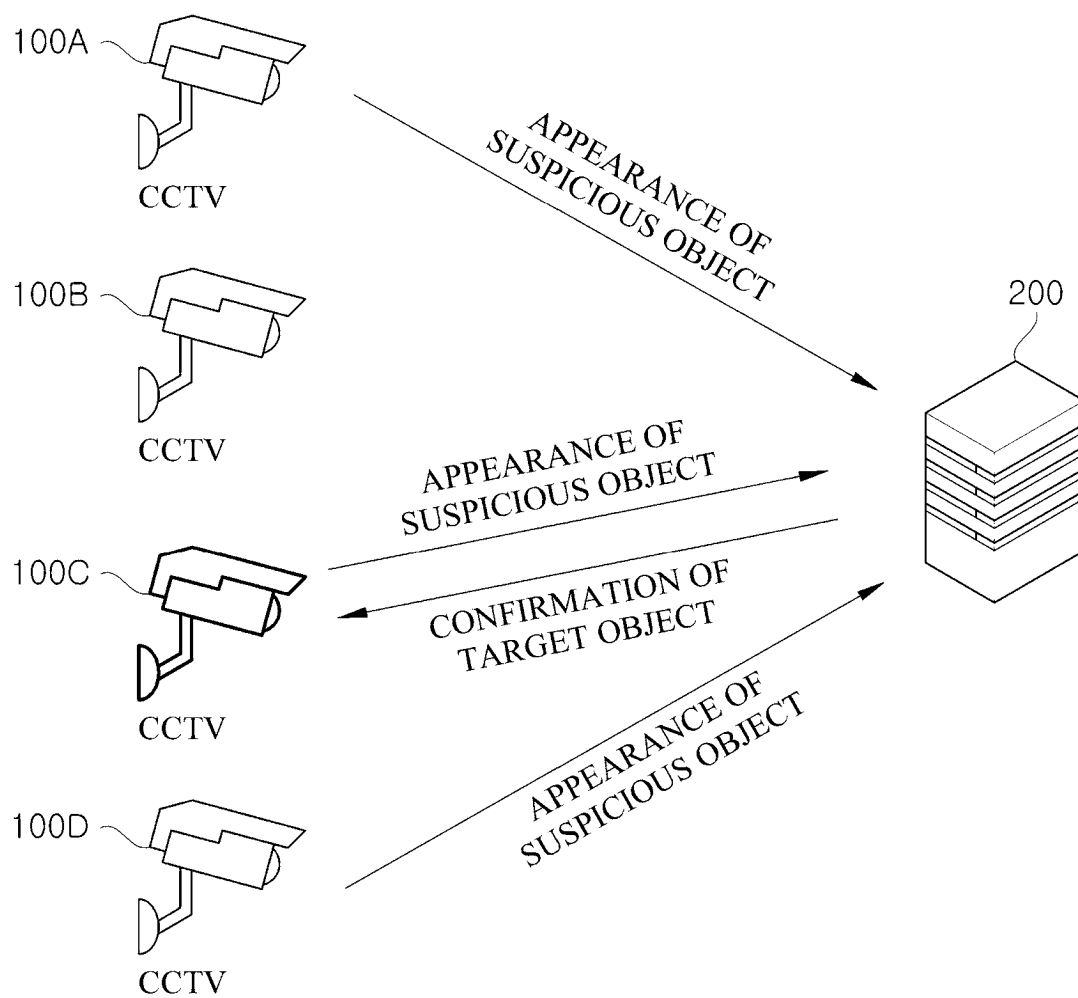 100A
CCTV
APPEARANCE OF
SUSPICIOUS OBJECT
100B
CCTV
200
APPEARANCE OF
SUSPICIOUS OBJECT
100C
CCTV
CONFIRMATION OF
TARGET OBJECT
APPEARANCE OF
SUSPICIOUS OBJECT
100D
CCTV